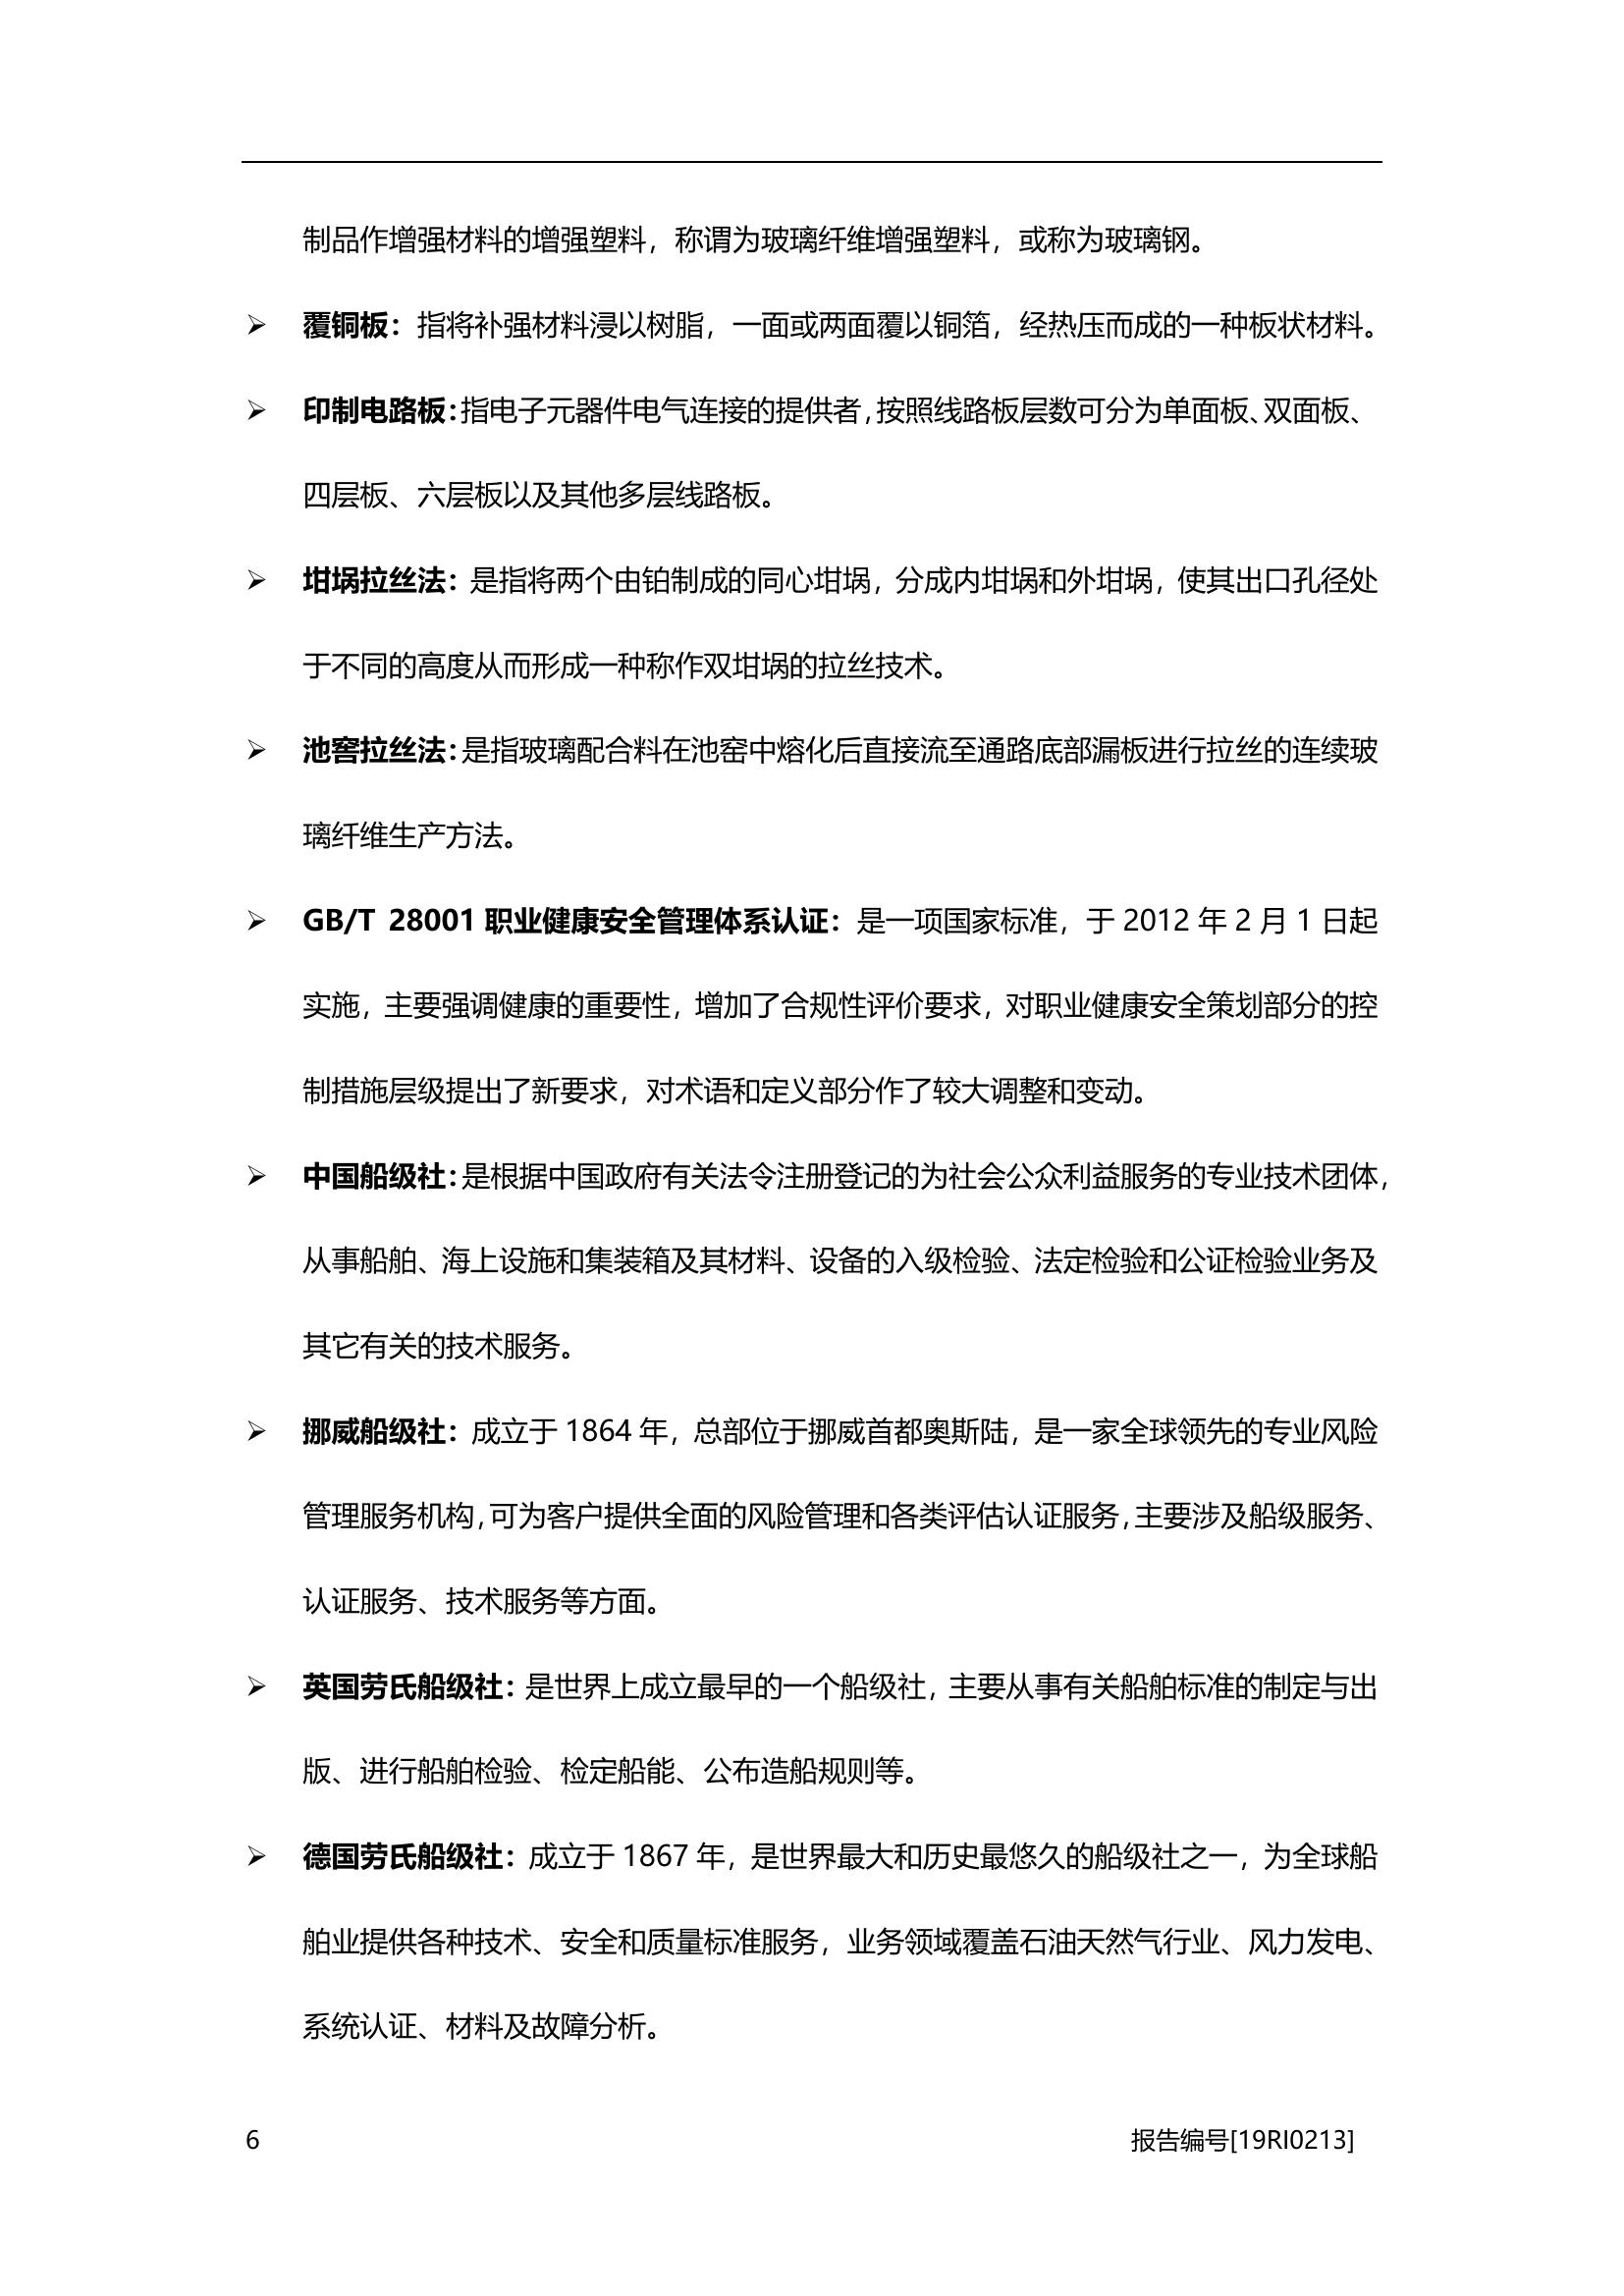 制品作增强材料的增强塑料，称谓为玻璃纤维增强塑料，或称为玻璃钢。
➢ 覆铜板：指将补强材料浸以树脂，一面或两面覆以铜箔，经热压而成的一种板状材料。
➢ 印制电路板：指电子元器件电气连接的提供者，按照线路板层数可分为单面板、双面板、
四层板、六层板以及其他多层线路板。
➢ 坩埚拉丝法：是指将两个由铂制成的同心坩埚，分成内坩埚和外坩埚，使其出口孔径处
于不同的高度从而形成一种称作双坩埚的拉丝技术。
➢ 池窑拉丝法：是指玻璃配合料在池窑中熔化后直接流至通路底部漏板进行拉丝的连续玻
璃纤维生产方法。
➢ GB/T 28001 职业健康安全管理体系认证：是一项国家标准，于 2012 年 2 月 1 日起
实施，主要强调健康的重要性，增加了合规性评价要求，对职业健康安全策划部分的控
制措施层级提出了新要求，对术语和定义部分作了较大调整和变动。
➢ 中国船级社：是根据中国政府有关法令注册登记的为社会公众利益服务的专业技术团体，
从事船舶、海上设施和集装箱及其材料、设备的入级检验、法定检验和公证检验业务及
其它有关的技术服务。
➢ 挪威船级社：成立于 1864 年，总部位于挪威首都奥斯陆，是一家全球领先的专业风险
管理服务机构，可为客户提供全面的风险管理和各类评估认证服务，主要涉及船级服务、
认证服务、技术服务等方面。
➢ 英国劳氏船级社：是世界上成立最早的一个船级社，主要从事有关船舶标准的制定与出
版、进行船舶检验、检定船能、公布造船规则等。
➢ 德国劳氏船级社：成立于 1867 年，是世界最大和历史最悠久的船级社之一，为全球船
舶业提供各种技术、安全和质量标准服务，业务领域覆盖石油天然气行业、风力发电、
系统认证、材料及故障分析。
6 报告编号[19RI0213]